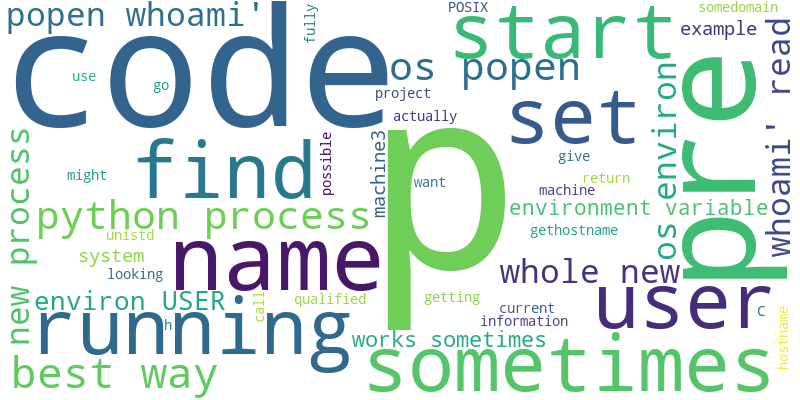 popen whoami'
code
use
go
fully
POSIX
start
somedomain
example
os popen
project
actually
set
os environ
pre
whoami' read
find
might
possible
machine3
p
want
give
machine
return
new process
python process
unistd
system
looking
name
environment variable
gethostname
whole new
environ USER
call
qualified
getting
current
information
user
C
running
h
works sometimes
hostname
best way
sometimes